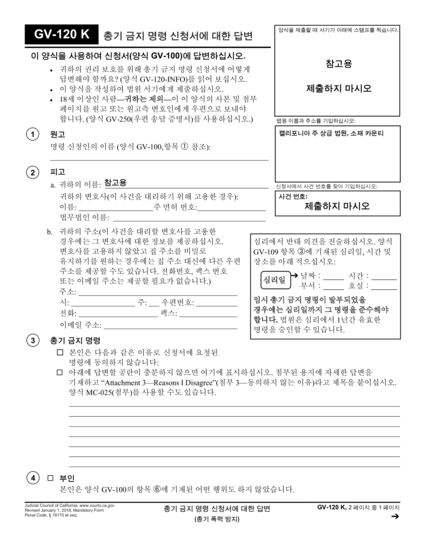 GV-120 K 총기 금지 명령 신청서에 대한 답변
양식을 제출할 때 서기가 아래에 스탬프를 찍습니다.
참고용
제출하지 마시오
이 양식을 사용하여 신청서(양식 GV-100)에 답변하십시오.
• 귀하의 권리 보호를 위해 총기 금지 명령 신청서에 어떻게
답변해야 할까요? (양식 GV-120-INFO)를 읽어 보십시오.
• 이 양식을 작성하여 법원 서기에게 제출하십시오.
• 18세 이상인 사람—귀하는 제외—이 이 양식의 사본 및 첨부
페이지를 원고 또는 원고측 변호인에게 우편으로 보내야
합니다. (양식 GV-250(우편 송달 증명서)를 사용하십시오.)
법원 이름과 주소를 기입하십시오:
캘리포니아 주 상급 법원, 소재 카운티
신청서에서 사건 번호를 찾아 기입하십시오:
사건 번호:
제출하지 마시오
1 원고
명령 신청인의 이름 (양식 GV-100,항목 ① 참조):
2 피고
a. 귀하의 이름: 참고용
귀하의 변호사(이 사건을 대리하기 위해 고용한 경우):
이름: 주 면허 번호:
법무법인 이름:
b. 귀하의 주소(이 사건을 대리할 변호사를 고용한
경우에는 그 변호사에 대한 정보를 제공하십시오.
변호사를 고용하지 않았고 집 주소를 비밀로
유지하기를 원하는 경우에는 집 주소 대신에 다른 우편
주소를 제공할 수도 있습니다. 전화번호, 팩스 번호
또는 이메일 주소는 제공할 필요가 없습니다.)
주소:
시: 주: 우편번호:
전화: 팩스:
이메일 주소:
심리에서 반대 의견을 진술하십시오. 양식
GV-109 항목 ③에 기재된 심리일, 시간 및
장소를 아래 적으십시오:
심리일 날짜: 시간:
부서: 호실:
임시 총기 금지 명령이 발부되었을
경우에는 심리일까지 그 명령을 준수해야
합니다. 법원은 심리에서 1년간 유효한
명령을 승인할 수 있습니다.
3 총기 금지 명령
☐ 본인은 다음과 같은 이유로 신청서에 요청된
명령에 동의하지 않습니다:
☐ 아래에 답변할 공란이 충분하지 않으면 여기에 표시하십시오. 첨부된 용지에 자세한 답변을
기재하고 “Attachment 3—Reasons I Disagree”(첨부 3—동의하지 않는 이유)라고 제목을 붙이십시오.
양식 MC-025(첨부)를 사용할 수도 있습니다.
4 ☐ 부인
본인은 양식 GV-100의 항목 ⑥에 기재된 어떤 행위도 하지 않았습니다.
Judicial Council of California, www.courts.ca.gov
Revised January 1, 2018, Mandatory Form
Penal Code, § 18170 et seq.
총기 금지 명령 신청서에 대한 답변
(총기 폭력 방지)
GV-120 K, 2 페이지 중 1 페이지